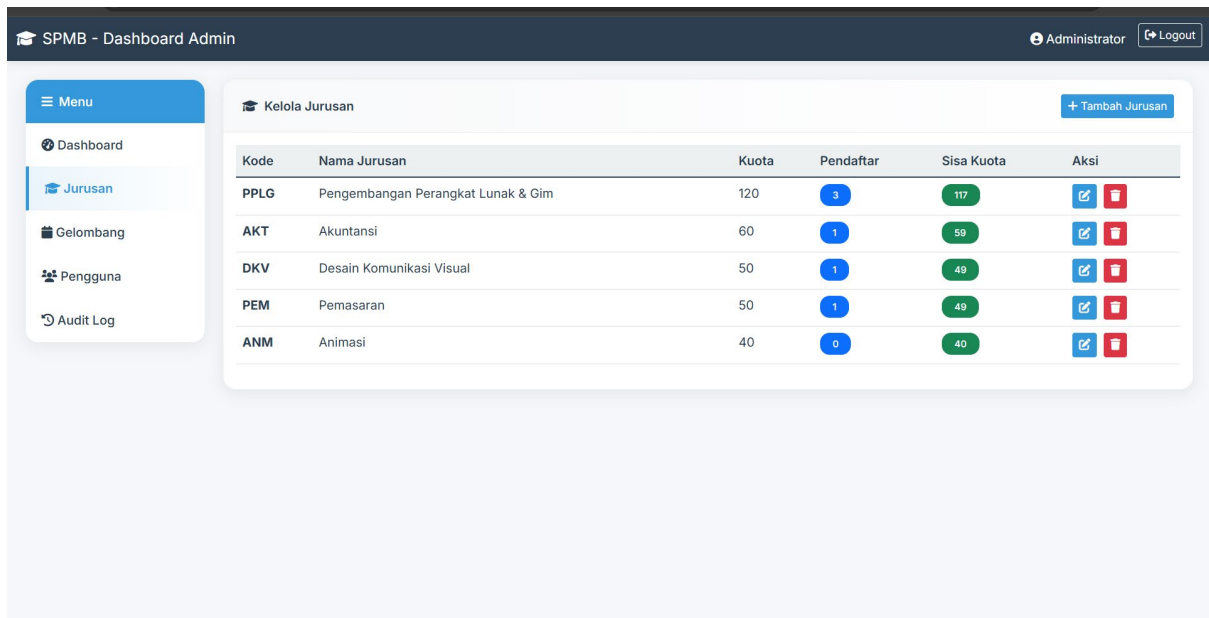 SPMB - Dashboard Admin
Administrator
Logout
Menu
Dashboard
Jurusan
Gelombang
Pengguna
Audit Log
Kelola Jurusan
+ Tambah Jurusan
Kode Nama Jurusan Kuota Pendaftar Sisa Kuota Aksi
PPLG Pengembangan Perangkat Lunak & Gim 120 3 117
AKT Akuntansi 60 1 59
DKV Desain Komunikasi Visual 50 1 49
PEM Pemasaran 50 1 49
ANM Animasi 40 0 40